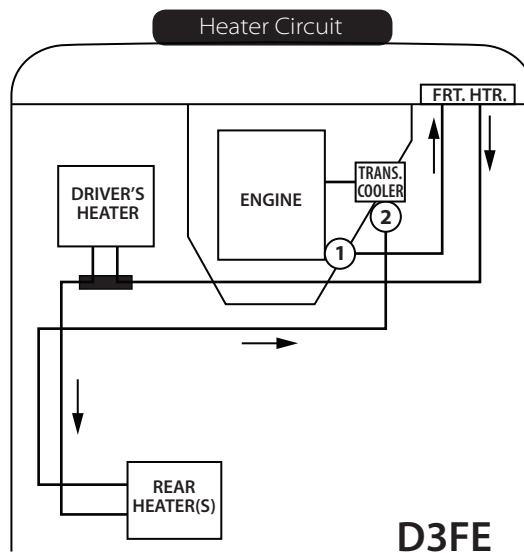 Heater Circuit
FRT. HTR.
TRANS.
COOLER
DRIVER'S
HEATER
ENGINE
2
1
REAR
HEATER(S)
D3FE